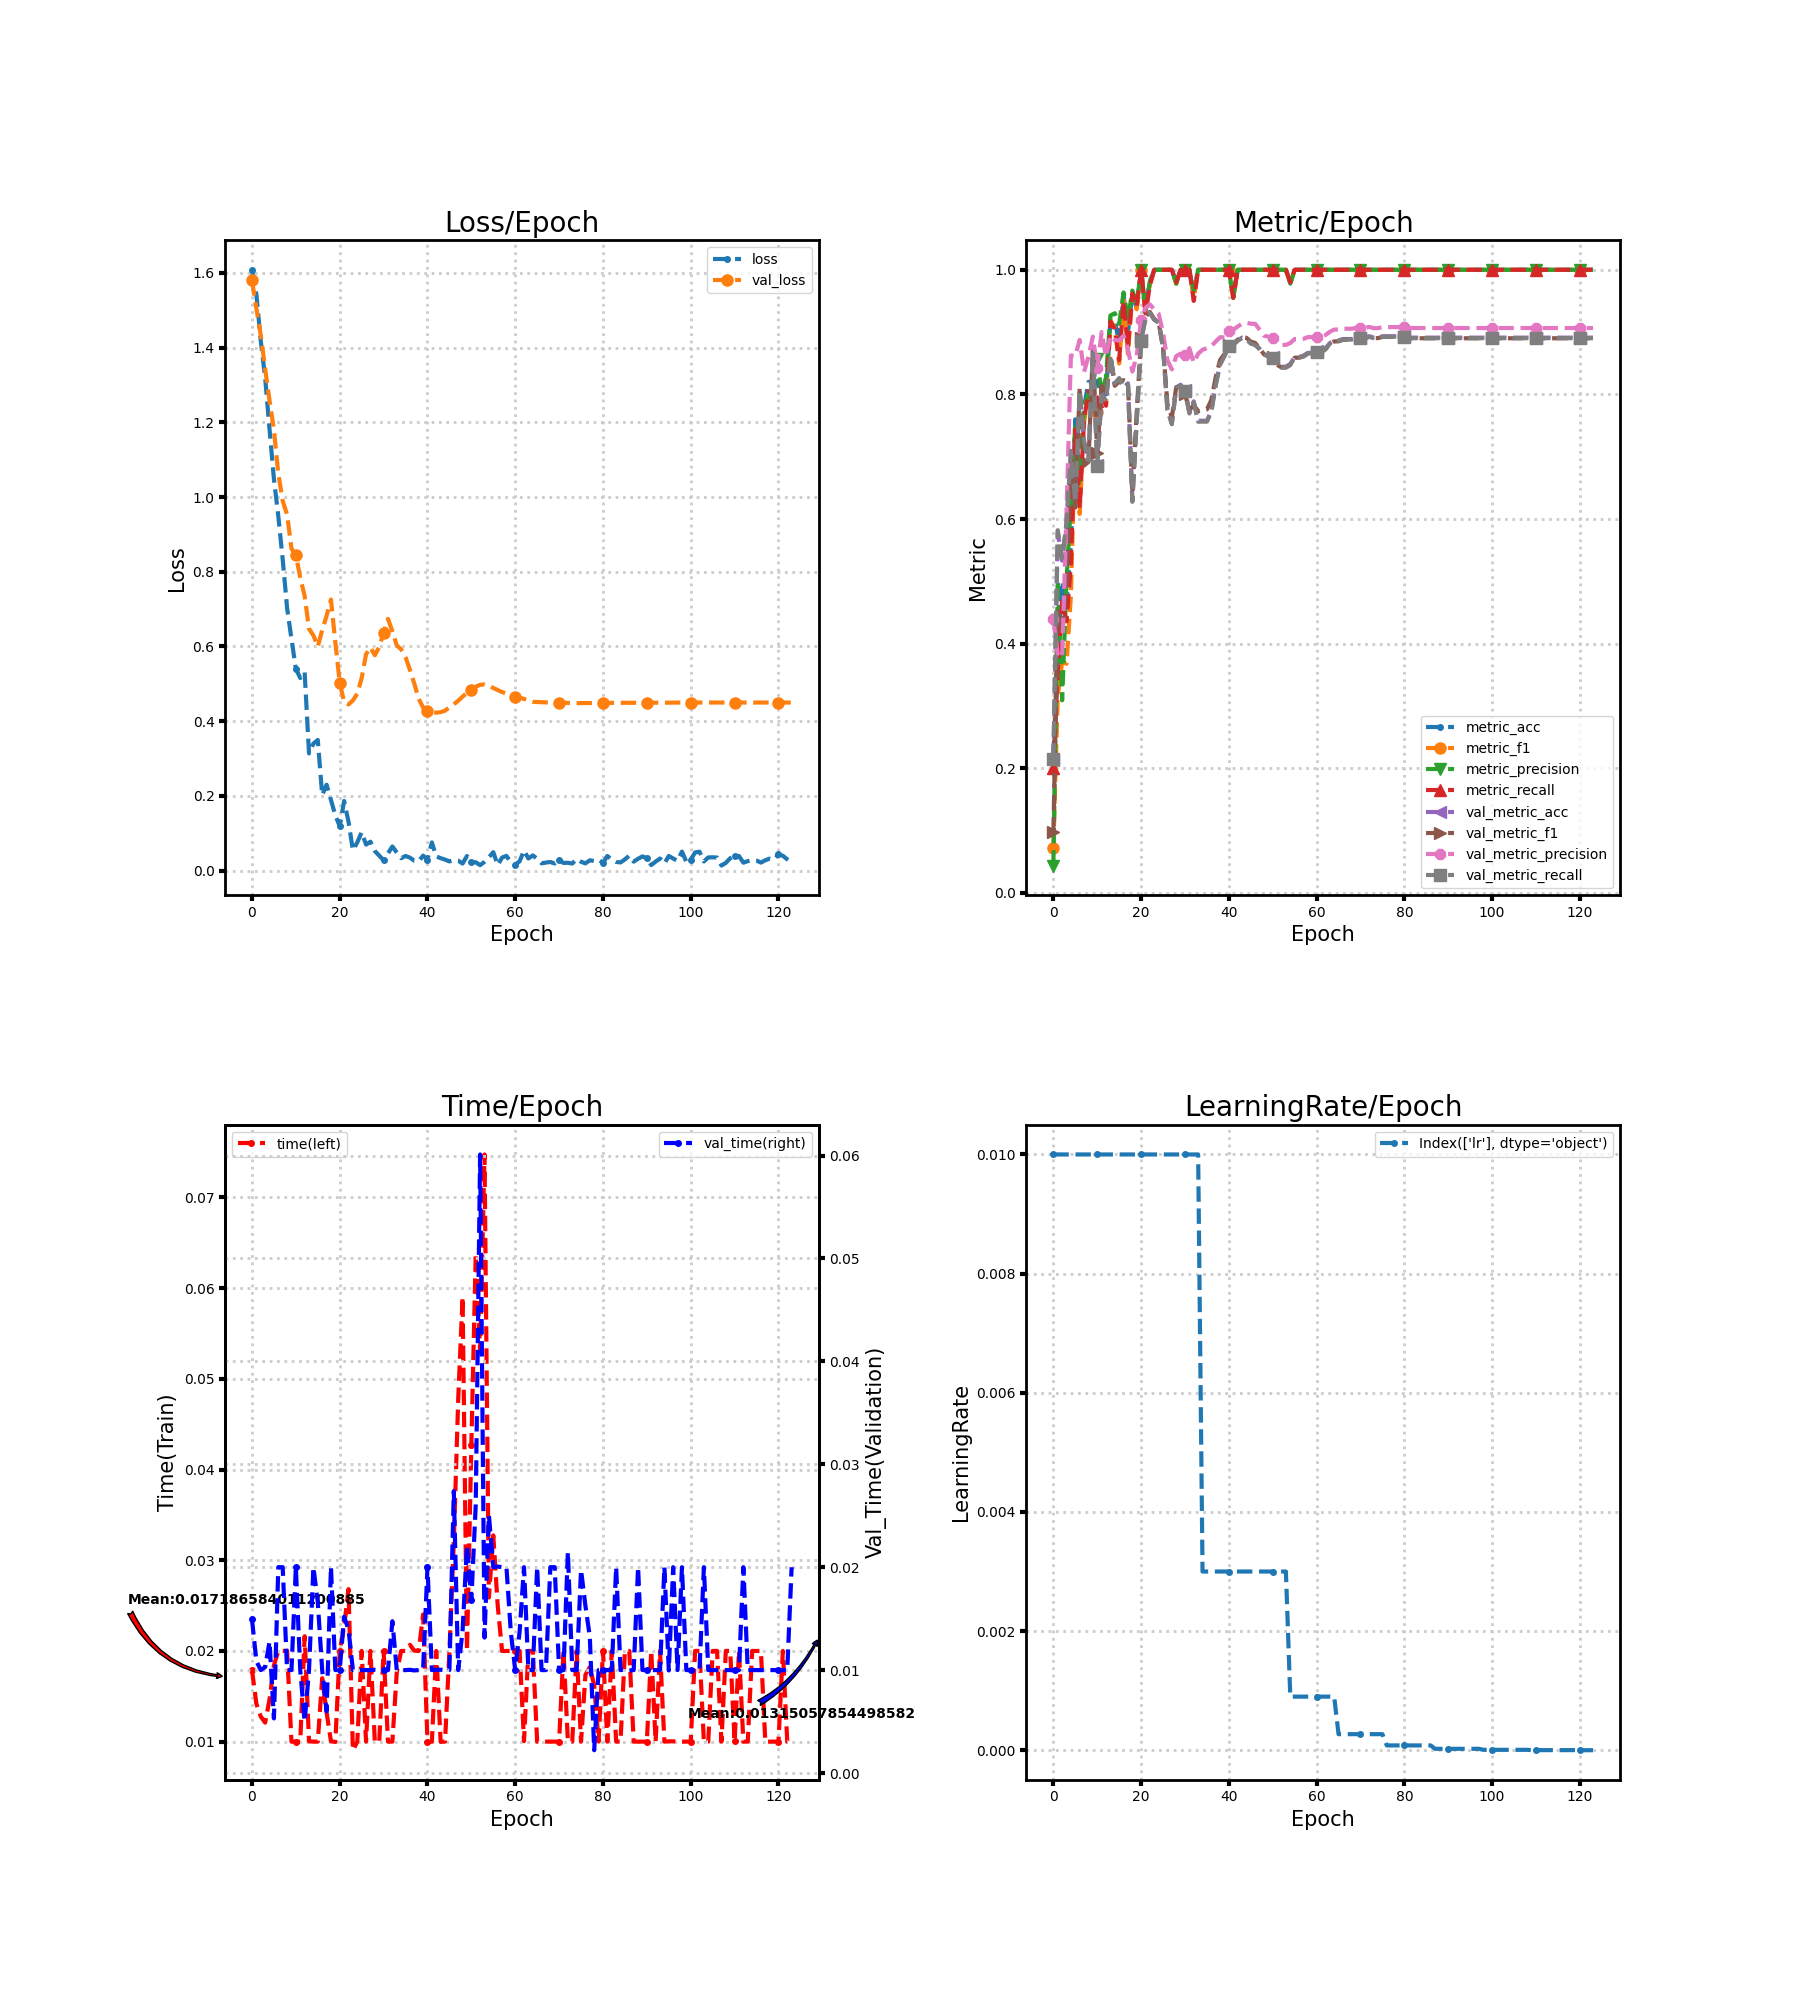 Loss/Epoch
loss
val_loss
1.6
1.4
1.2
1.0
0.8
0.6
0.4
0.2
0.0
Loss
0 20 40 60 80 100 120
Epoch
Metric/Epoch
1.0
0.8
0.6
0.4
0.2
0.0
Metric
metric_acc
metric_f1
metric_precision
metric_recall
val_metric_acc
val_metric_f1
val_metric_precision
val_metric_recall
0 20 40 60 80 100 120
Epoch
Time/Epoch
time(left)
val_time(right)
0.07
0.06
0.05
0.04
0.03
0.02
0.01
Time(Train)
0.06
0.05
0.04
0.03
0.02
0.01
0.00
Val_Time(Validation)
Mean:0.01315057854498582
0 20 40 60 80 100 120
Epoch
LearningRate/Epoch
Index(['lr'], dtype='object')
0.010
0.008
0.006
0.004
0.002
0.000
LearningRate
0 20 40 60 80 100 120
Epoch